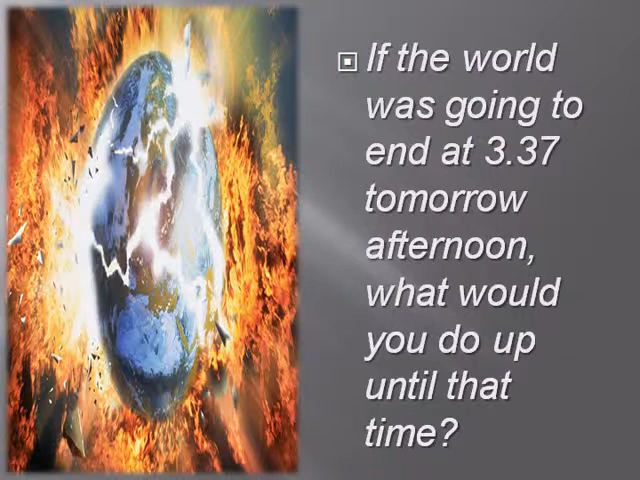 If the world
was going to
end at 3.37
tomorrow
afternoon,
what would
you do up
until that
time?